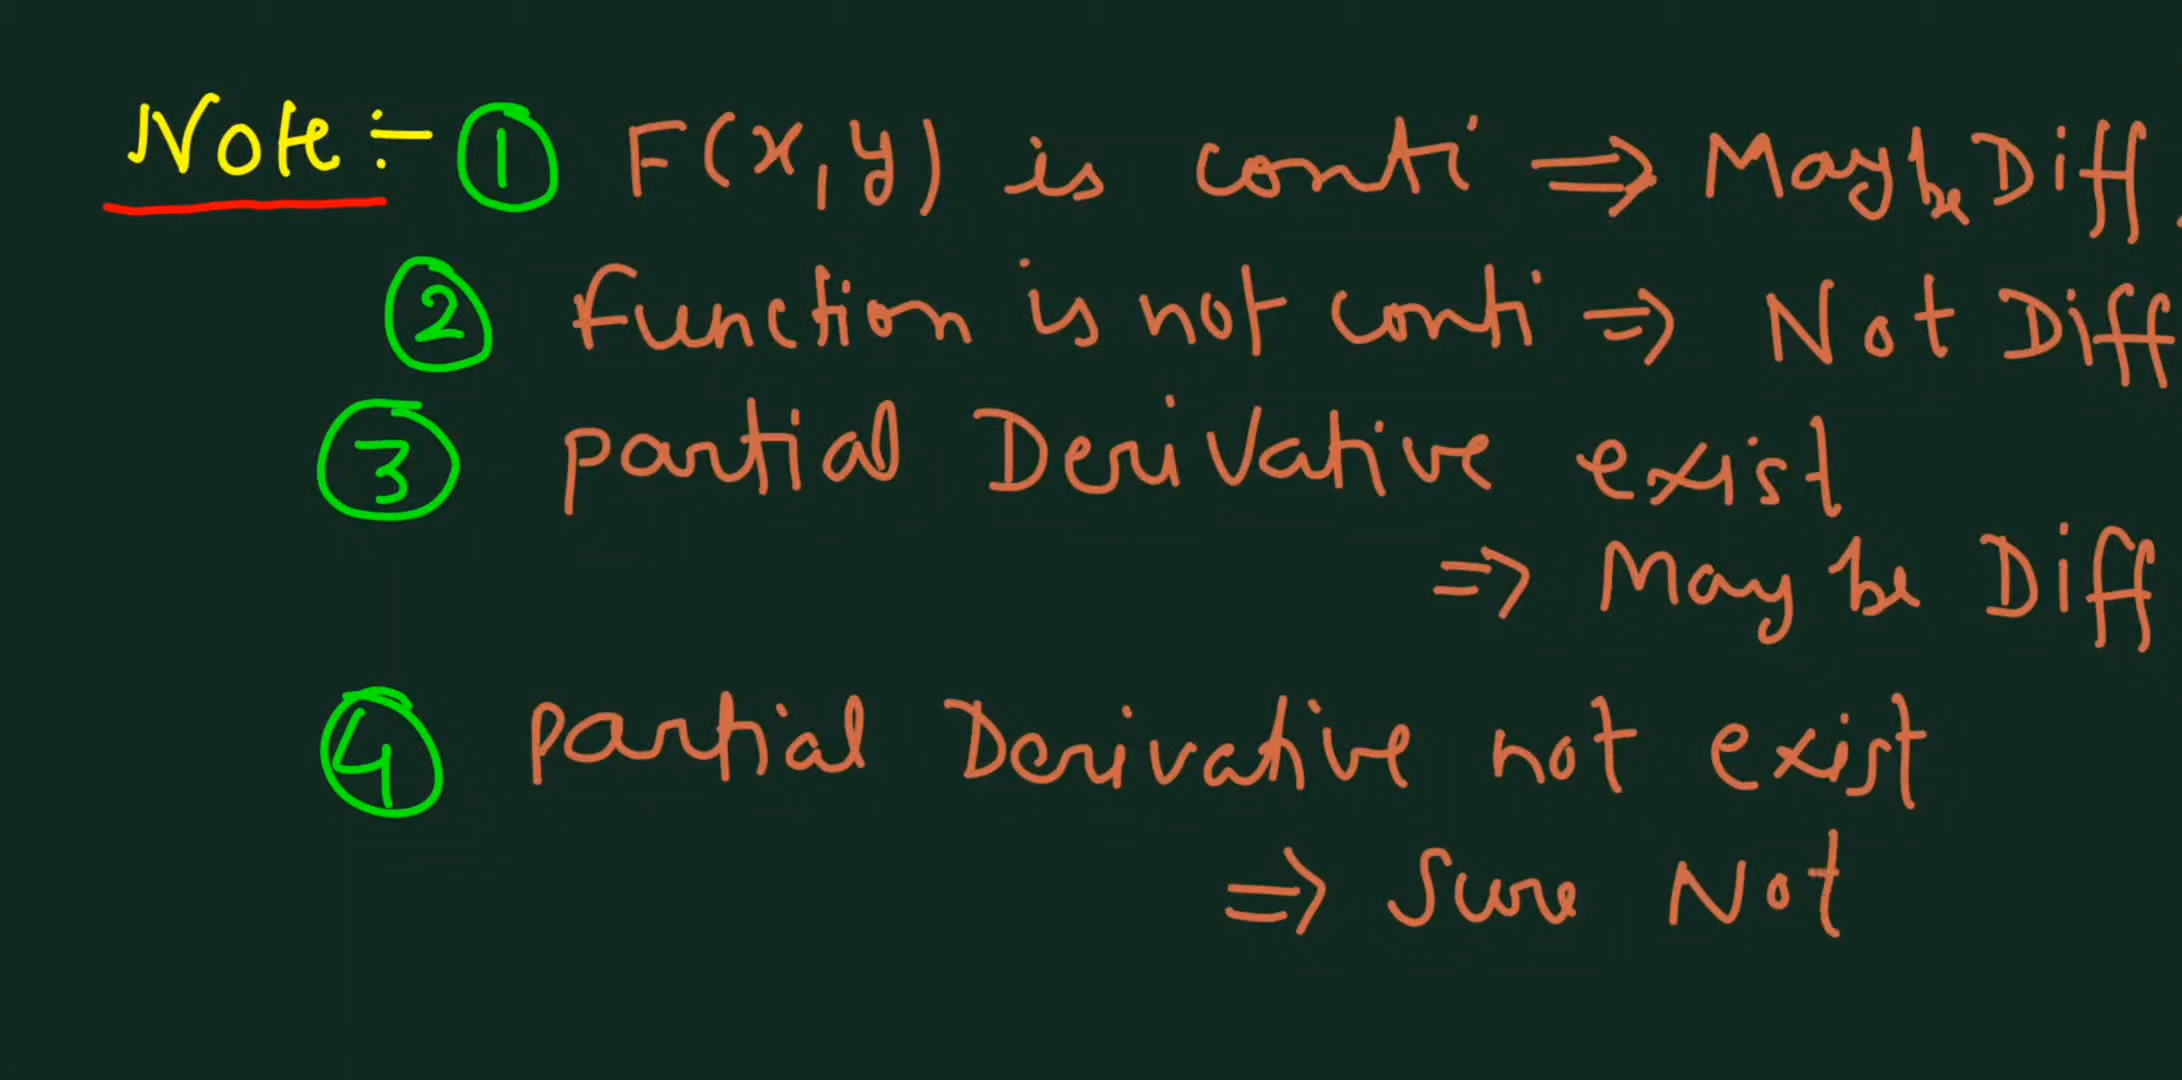 Note :- ① F(x,y) is conti ⇒ May be Diff.
② function is not conti ⇒ Not Diff
③ partial Derivative exist
⇒ May be Diff
④ partial Derivative not exist
⇒ Sure Not